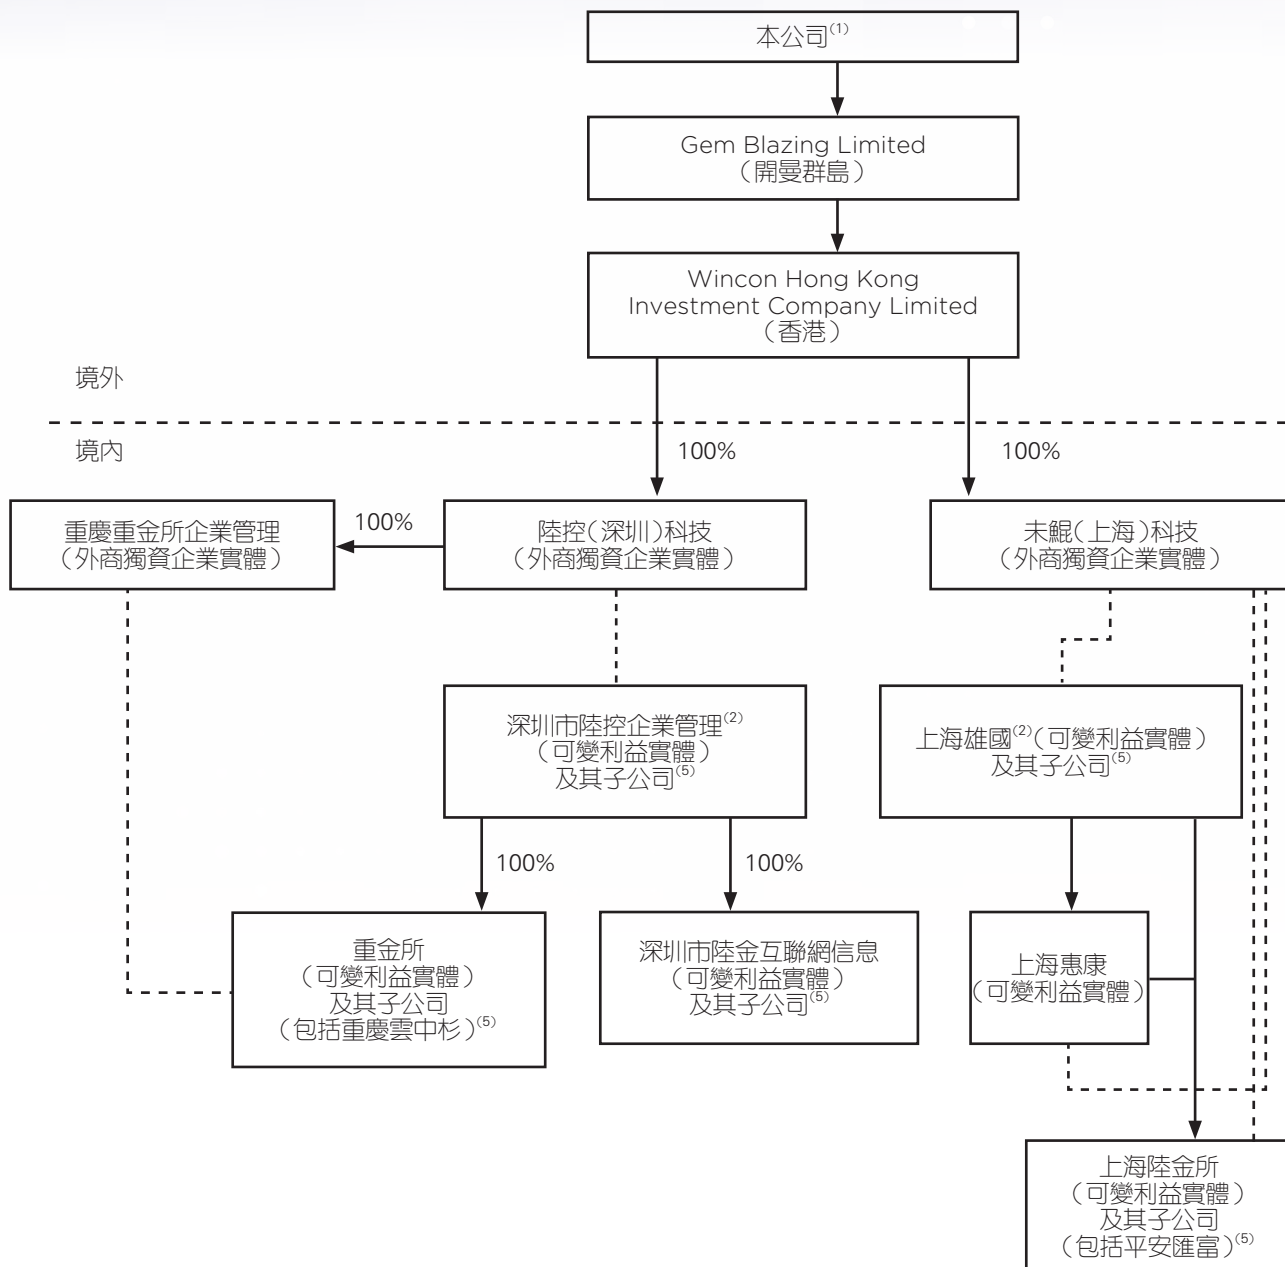 本公司(1)
Gem Blazing Limited
（開曼群島）
Wincon Hong Kong
Investment Company Limited
（香港）
境外
境內
100%
100%
重慶重金所企業管理
（外商獨資企業實體）
100%
陸控（深圳）科技
（外商獨資企業實體）
未鯤（上海）科技
（外商獨資企業實體）
深圳市陸控企業管理(2)
（可變利益實體）
及其子公司(5)
上海雄國(2)（可變利益實體）
及其子公司(5)
100%
100%
重金所
（可變利益實體）
及其子公司
（包括重慶雲中杉）(5)
深圳市陸金互聯網信息
（可變利益實體）
及其子公司(5)
上海惠康
（可變利益實體）
上海陸金所
（可變利益實體）
及其子公司
（包括平安匯富）(5)